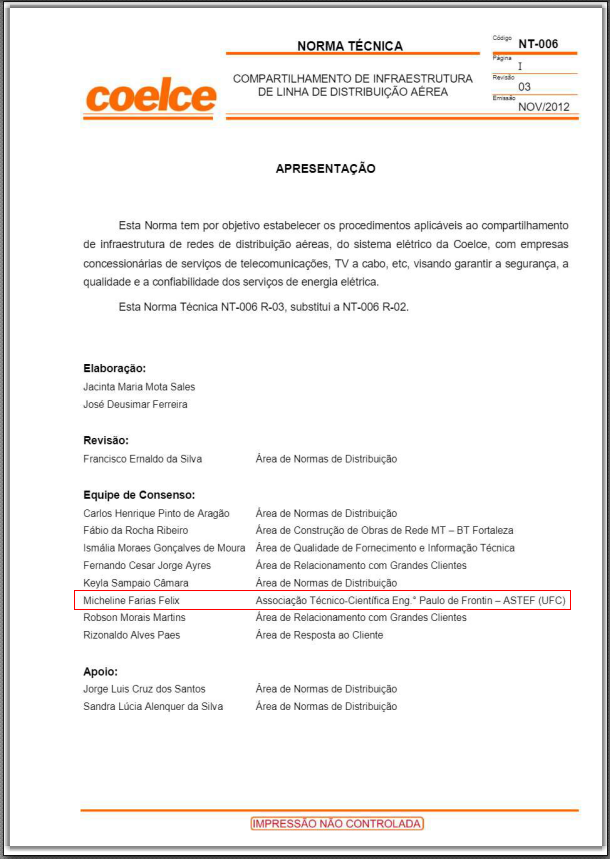 NORMA TÉCNICA
Código NT-006
Página I
coelce
COMPARTILHAMENTO DE INFRAESTRUTURA
DE LINHA DE DISTRIBUIÇÃO AÉREA
Revisão 03
Emissão NOV/2012
APRESENTAÇÃO
Esta Norma tem por objetivo estabelecer os procedimentos aplicáveis ao compartilhamento
de infraestrutura de redes de distribuição aéreas, do sistema elétrico da Coelce, com empresas
concessionárias de serviços de telecomunicações, TV a cabo, etc, visando garantir a segurança, a
qualidade e a confiabilidade dos serviços de energia elétrica.
Esta Norma Técnica NT-006 R-03, substitui a NT-006 R-02.
Elaboração:
Jacinta Maria Mota Sales
José Deusimar Ferreira
Revisão:
Francisco Ernaldo da Silva Área de Normas de Distribuição
Equipe de Consenso:
Carlos Henrique Pinto de Aragão Área de Normas de Distribuição
Fábio da Rocha Ribeiro Área de Construção de Obras de Rede MT – BT Fortaleza
Ismália Moraes Gonçalves de Moura Área de Qualidade de Fornecimento e Informação Técnica
Fernando Cesar Jorge Ayres Área de Relacionamento com Grandes Clientes
Keyla Sampaio Câmara Área de Normas de Distribuição
Micheline Farias Felix Associação Técnico-Científica Eng.° Paulo de Frontin – ASTEF (UFC)
Robson Morais Martins Área de Relacionamento com Grandes Clientes
Rizonaldo Alves Paes Área de Resposta ao Cliente
Apoio:
Jorge Luis Cruz dos Santos Área de Normas de Distribuição
Sandra Lúcia Alenquer da Silva Área de Normas de Distribuição
IMPRESSÃO NÃO CONTROLADA